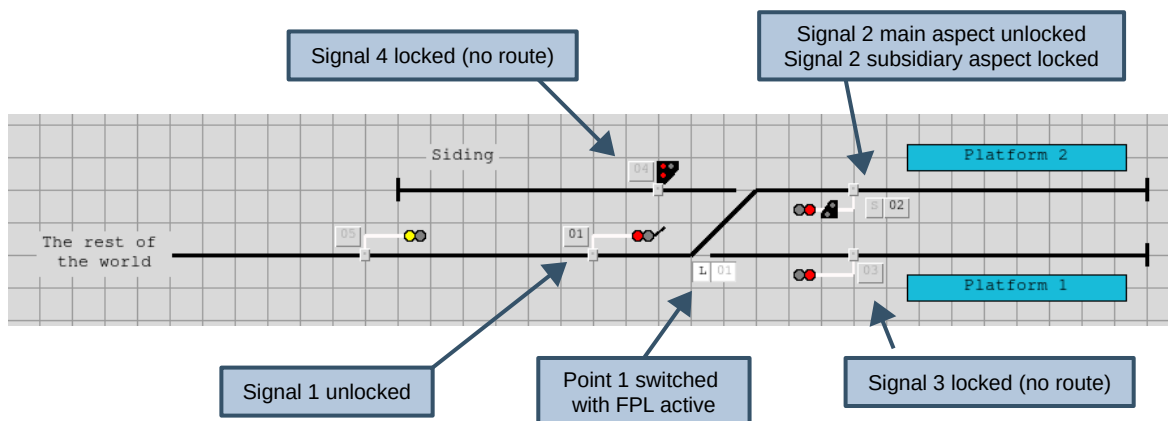 Signal 4 locked (no route)
Signal 2 main aspect unlocked
Signal 2 subsidiary aspect locked
Siding
04
Platform 2
S 02
The rest of
the world
05
01
L 01
03
Platform 1
Signal 1 unlocked
Point 1 switched
with FPL active
Signal 3 locked (no route)